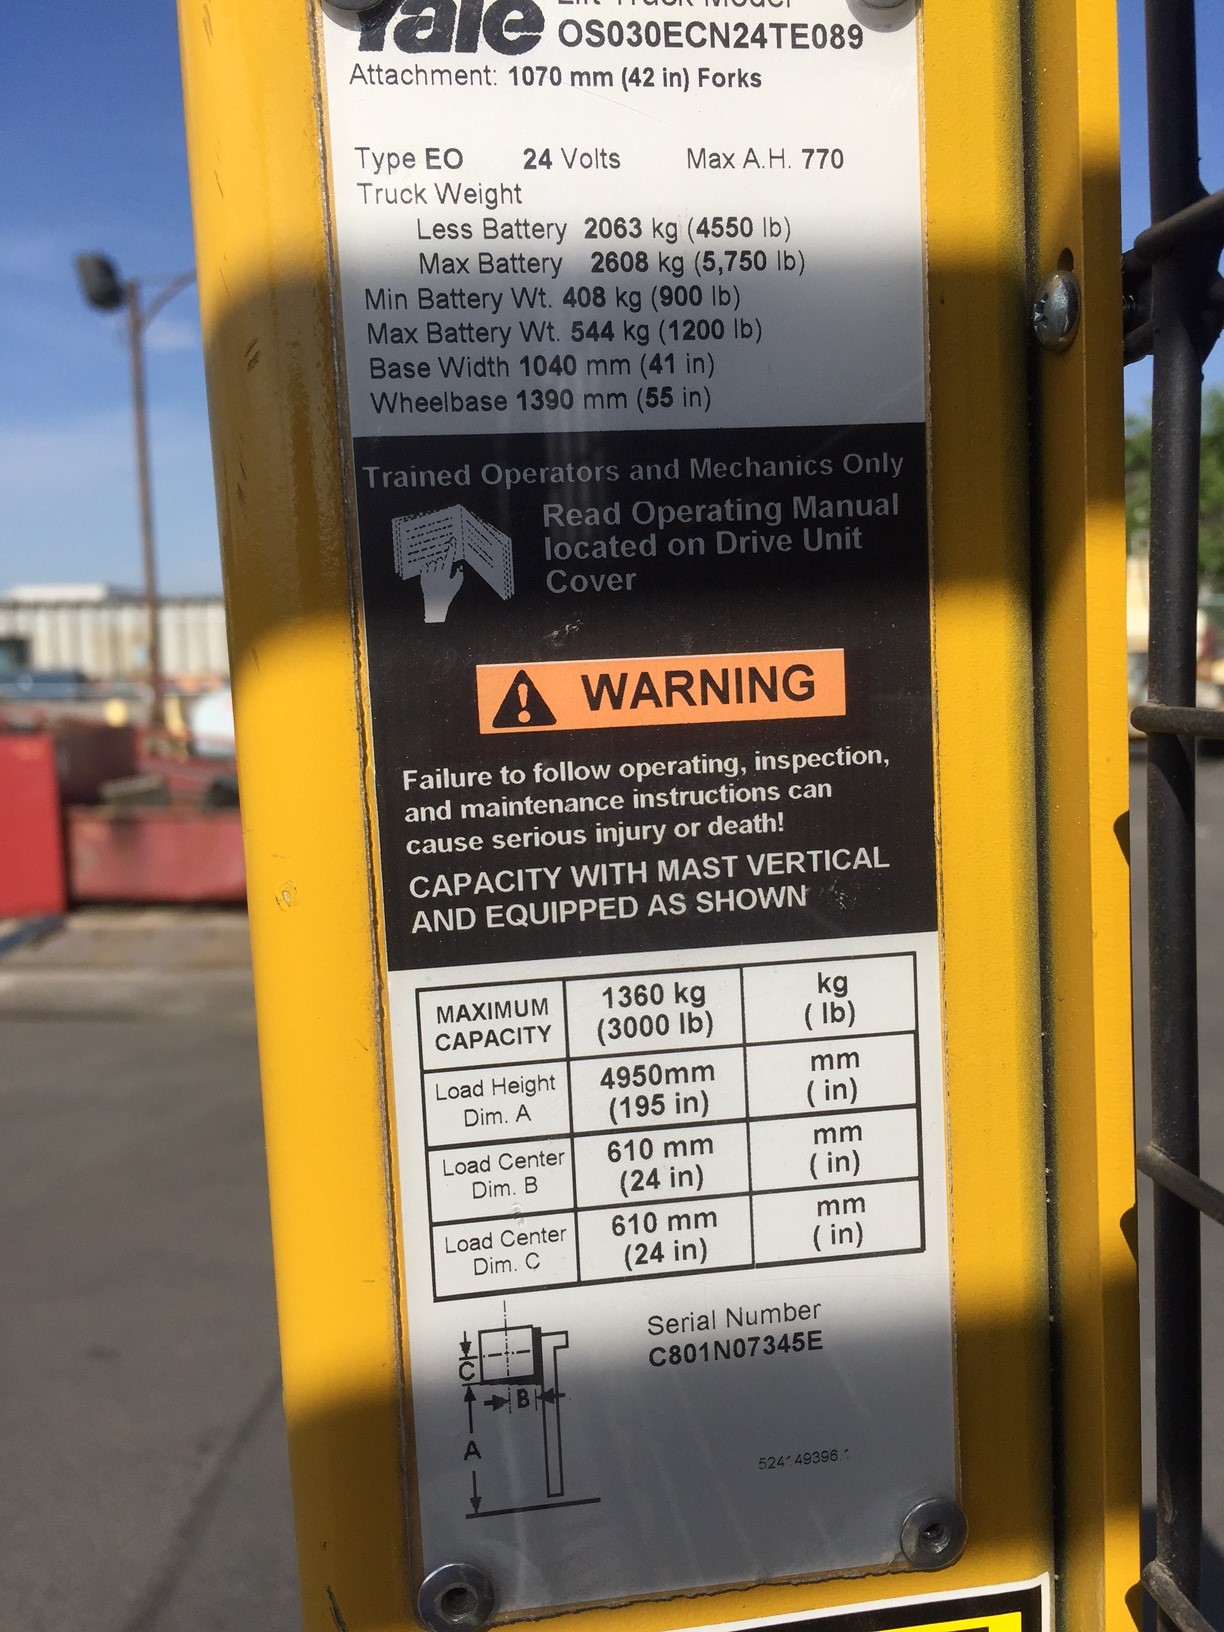 Yale Lift Truck Model
OS030ECN24TE089
Attachment: 1070 mm (42 in) Forks
Type EO 24 Volts Max A.H. 770
Truck Weight
Less Battery 2063 kg (4550 lb)
Max Battery 2608 kg (5,750 lb)
Min Battery Wt. 408 kg (900 lb)
Max Battery Wt. 544 kg (1200 lb)
Base Width 1040 mm (41 in)
Wheelbase 1390 mm (55 in)
Trained Operators and Mechanics Only
Read Operating Manual
located on Drive Unit
Cover
WARNING
Failure to follow operating, inspection,
and maintenance instructions can
cause serious injury or death!
CAPACITY WITH MAST VERTICAL
AND EQUIPPED AS SHOWN
MAXIMUM CAPACITY 1360 kg (3000 lb) kg ( lb)
Load Height Dim. A 4950mm (195 in) mm ( in)
Load Center Dim. B 610 mm (24 in) mm ( in)
Load Center Dim. C 610 mm (24 in) mm ( in)
Serial Number
C801N07345E
C
B
A